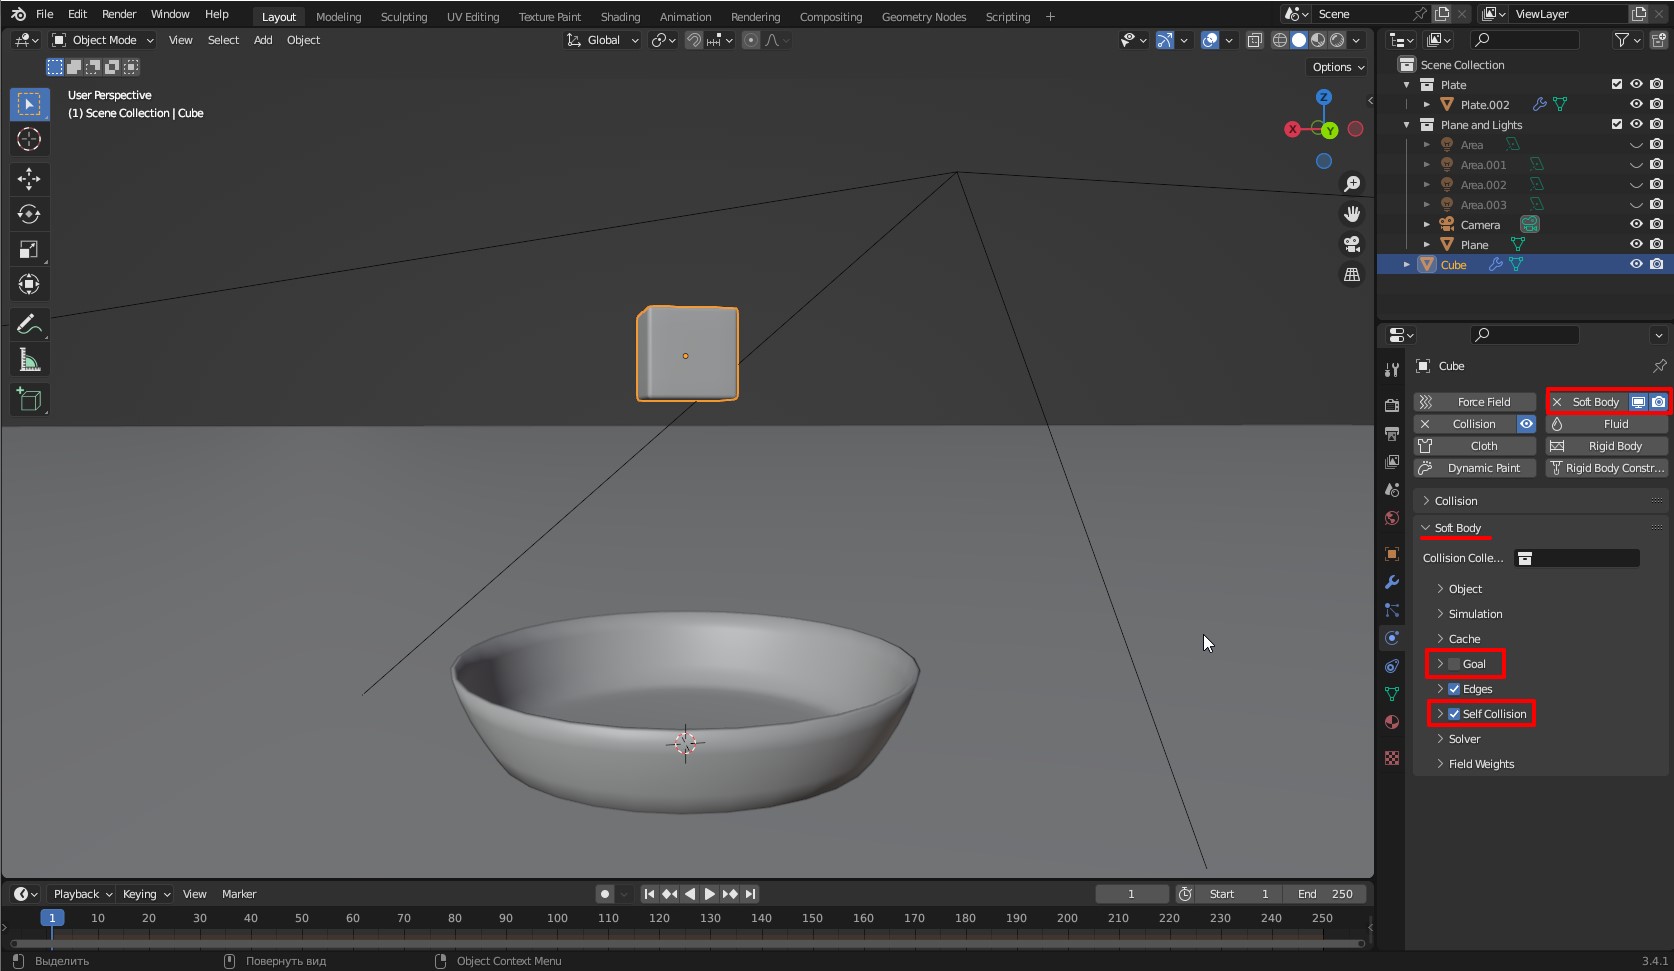 File Edit Render Window Help Layout Modeling Sculpting UV Editing Texture Paint Shading Animation Rendering Compositing Geometry Nodes Scripting + Scene ViewLayer
Object Mode View Select Add Object Global
Options
User Perspective
(1) Scene Collection | Cube
Z
X
Y
Scene Collection
Plate
Plate.002
Plane and Lights
Area
Area.001
Area.002
Area.003
Camera
Plane
Cube
Cube
Force Field Soft Body
Collision Fluid
Cloth Rigid Body
Dynamic Paint Rigid Body Constr...
Collision
Soft Body
Collision Colle...
Object
Simulation
Cache
Goal
Edges
Self Collision
Solver
Field Weights
Playback Keying View Marker 1 Start 1 End 250
1 10 20 30 40 50 60 70 80 90 100 110 120 130 140 150 160 170 180 190 200 210 220 230 240 250
Выделить Повернуть вид Object Context Menu 3.4.1